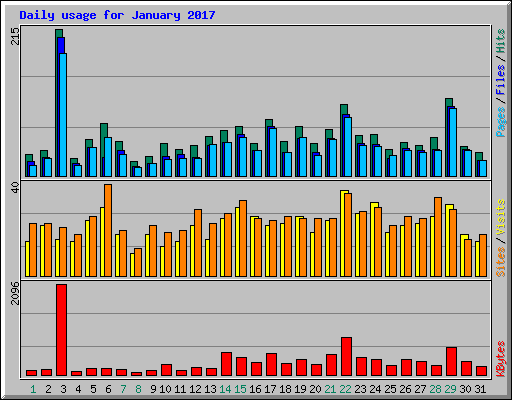 Daily usage for January 2017
215
Pages / Files / Hits
40
Sites / Visits
2096
KBytes
1 2 3 4 5 6 7 8 9 10 11 12 13 14 15 16 17 18 19 20 21 22 23 24 25 26 27 28 29 30 31